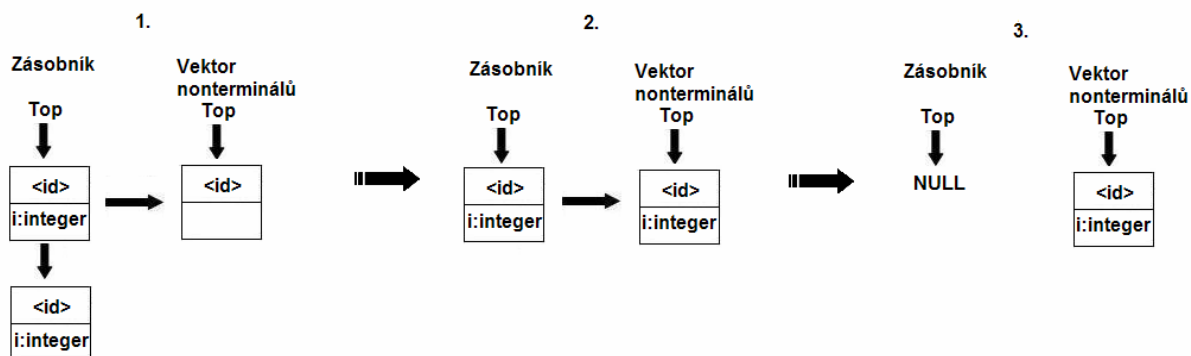 1.
Zásobník
Vektor
nonterminálů
Top
Top
<id>
i:integer
<id>
<id>
i:integer
2.
Zásobník
Vektor
nonterminálů
Top
Top
<id>
i:integer
<id>
i:integer
3.
Zásobník
Vektor
nonterminálů
Top
Top
NULL
<id>
i:integer